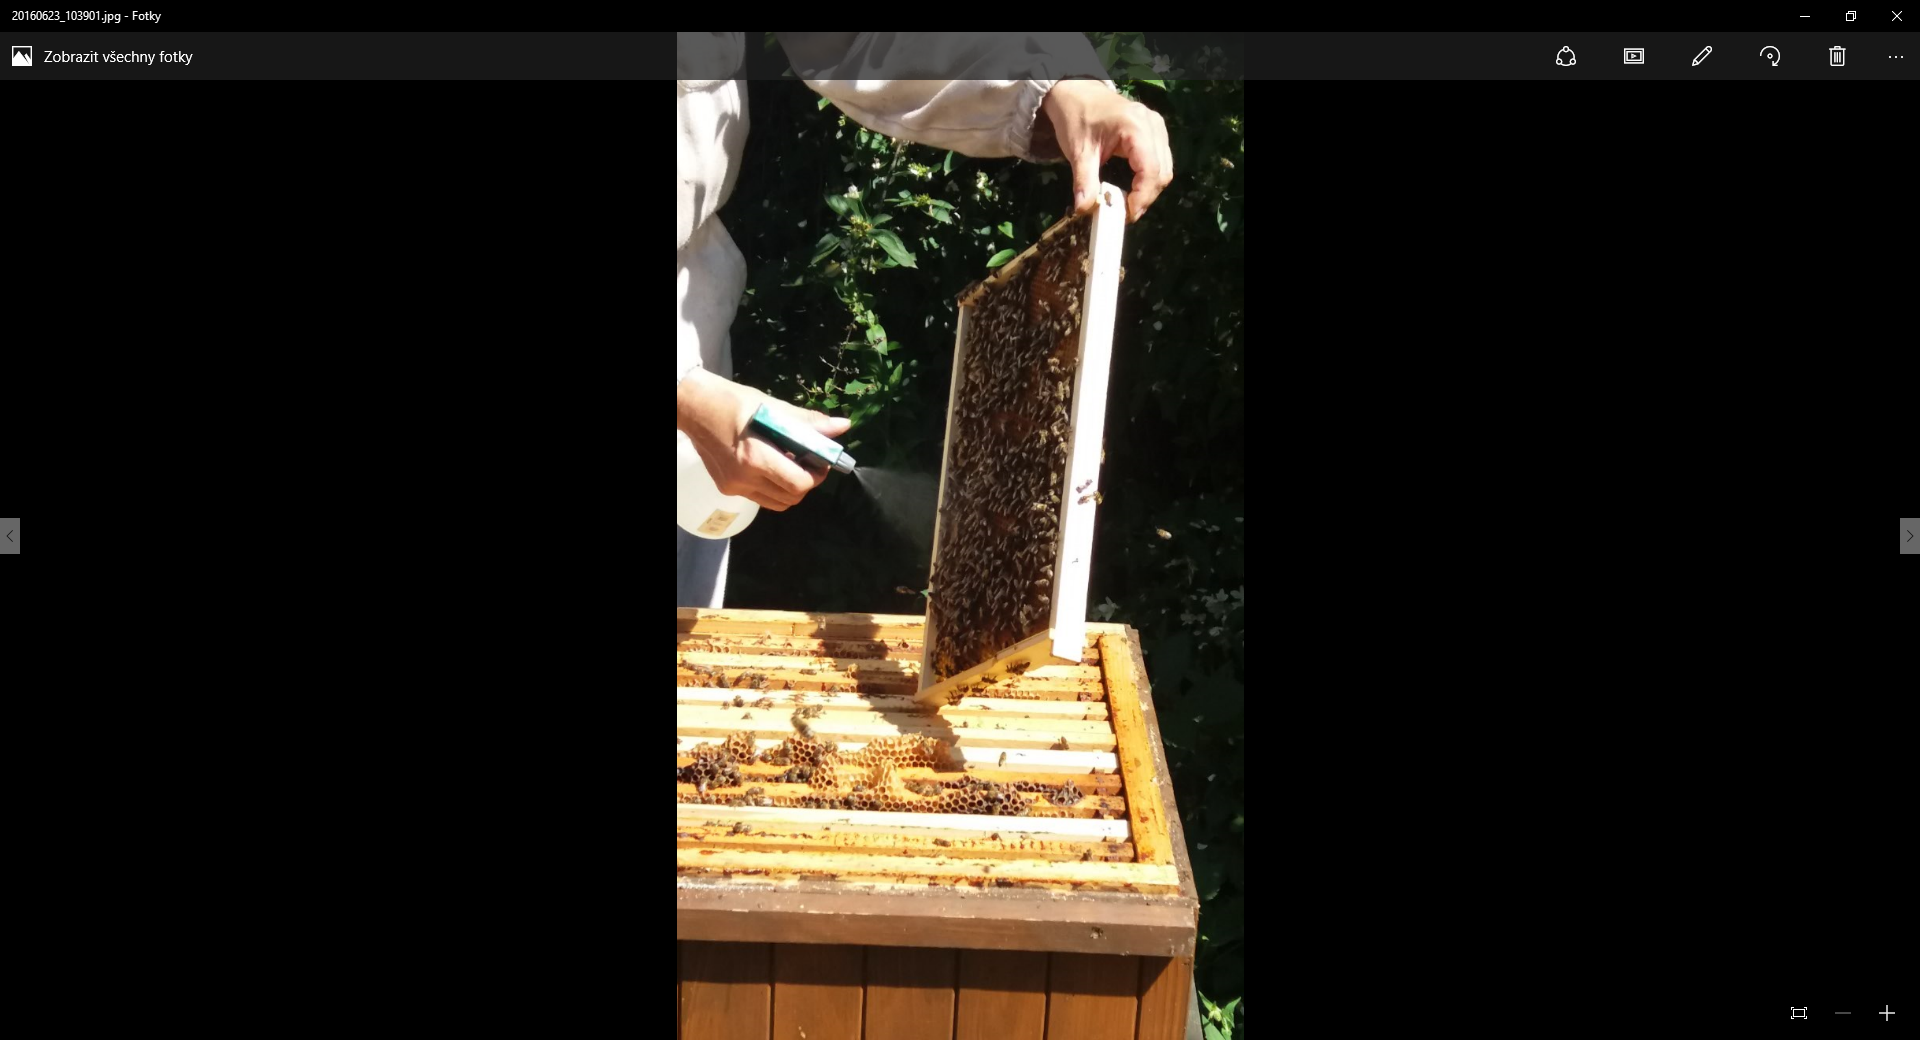 20160623_103901.jpg - Fotky
Zobrazit všechny fotky